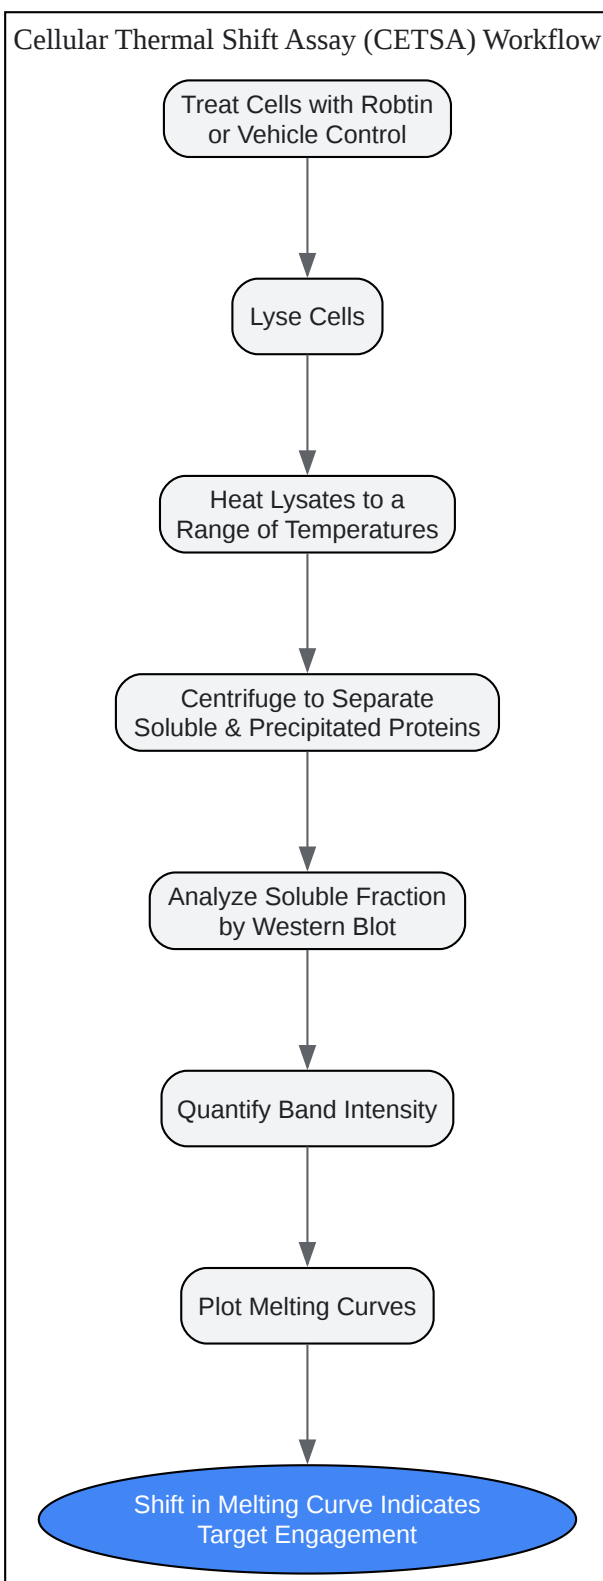 Cellular Thermal Shift Assay (CETSA) Workflow
Treat Cells with Robtin
or Vehicle Control
Lyse Cells
Heat Lysates to a
Range of Temperatures
Centrifuge to Separate
Soluble & Precipitated Proteins
Analyze Soluble Fraction
by Western Blot
Quantify Band Intensity
Plot Melting Curves
Shift in Melting Curve Indicates
Target Engagement